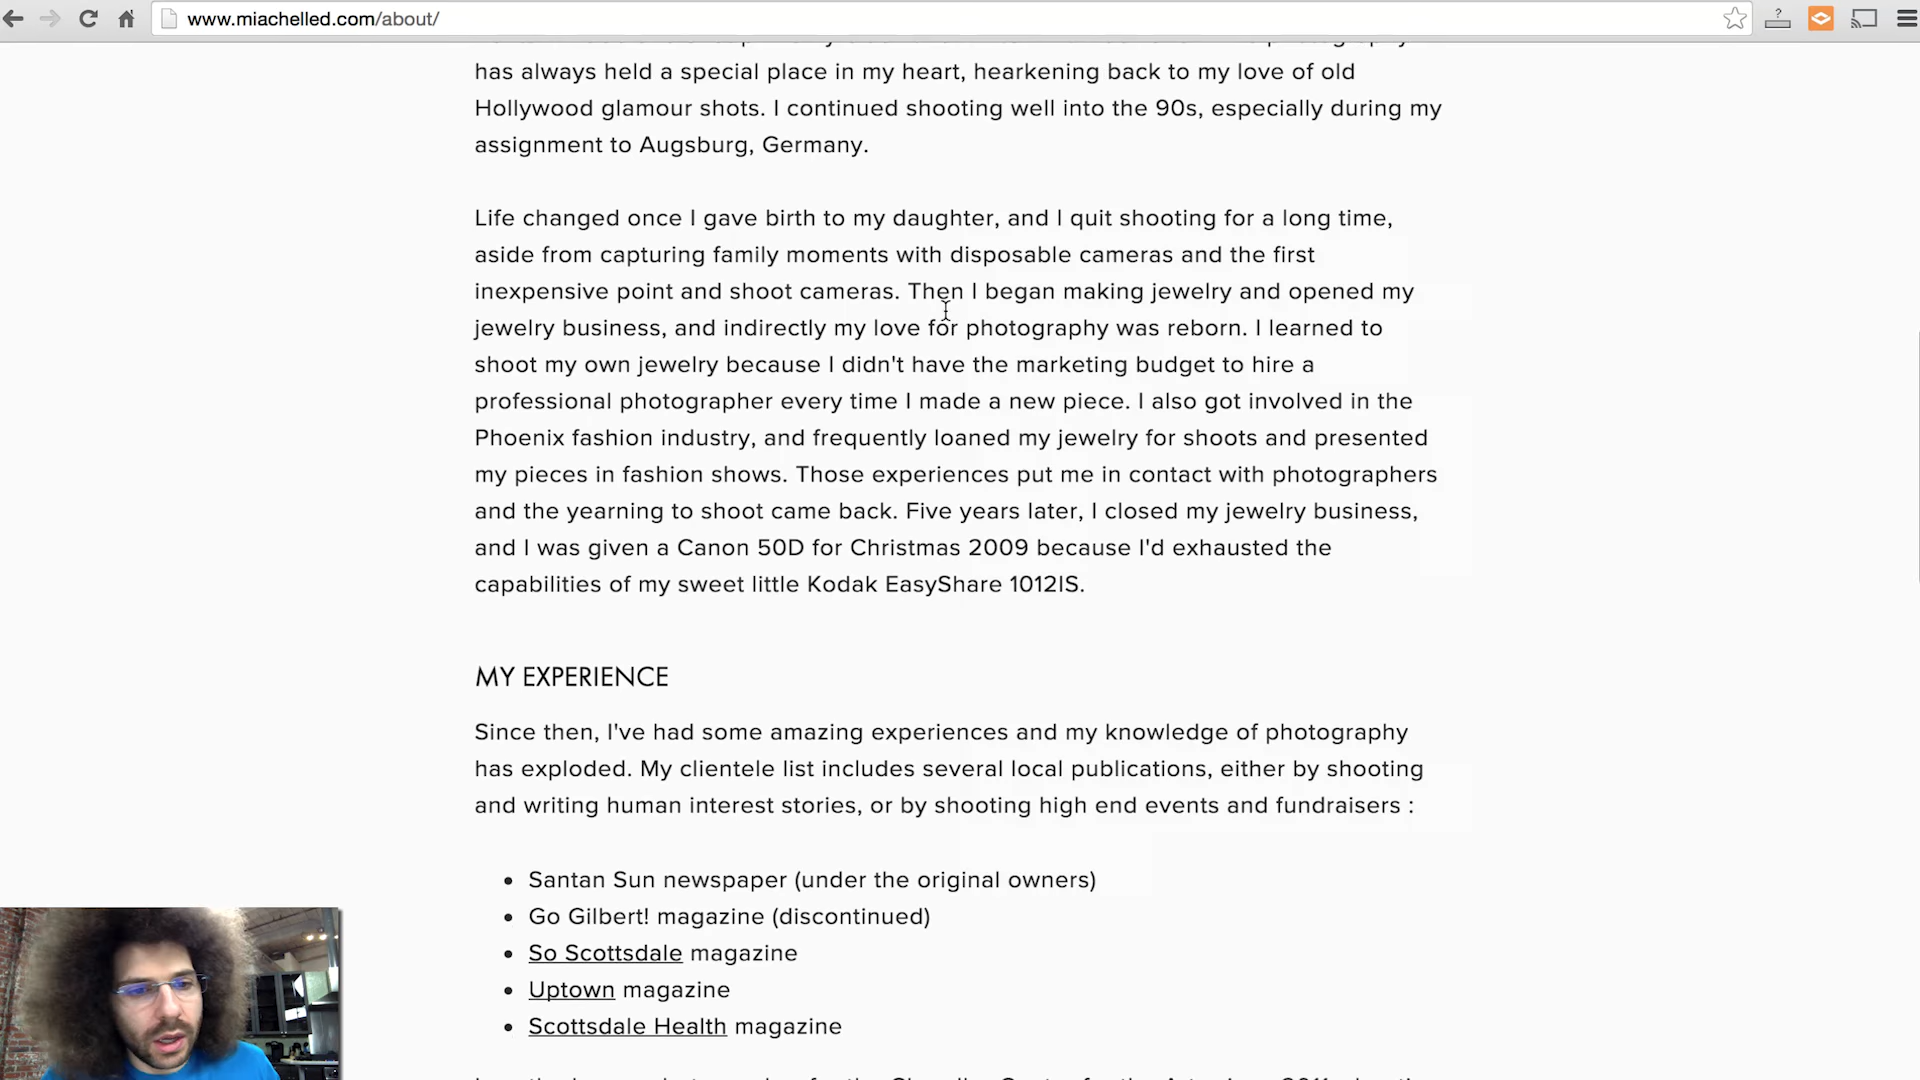 www.miachelled.com/about/
has always held a special place in my heart, hearkening back to my love of old
Hollywood glamour shots. I continued shooting well into the 90s, especially during my
assignment to Augsburg, Germany.
Life changed once I gave birth to my daughter, and I quit shooting for a long time,
aside from capturing family moments with disposable cameras and the first
inexpensive point and shoot cameras. Then I began making jewelry and opened my
jewelry business, and indirectly my love for photography was reborn. I learned to
shoot my own jewelry because I didn't have the marketing budget to hire a
professional photographer every time I made a new piece. I also got involved in the
Phoenix fashion industry, and frequently loaned my jewelry for shoots and presented
my pieces in fashion shows. Those experiences put me in contact with photographers
and the yearning to shoot came back. Five years later, I closed my jewelry business,
and I was given a Canon 50D for Christmas 2009 because I'd exhausted the
capabilities of my sweet little Kodak EasyShare 1012IS.
MY EXPERIENCE
Since then, I've had some amazing experiences and my knowledge of photography
has exploded. My clientele list includes several local publications, either by shooting
and writing human interest stories, or by shooting high end events and fundraisers :
• Santan Sun newspaper (under the original owners)
• Go Gilbert! magazine (discontinued)
• So Scottsdale magazine
• Uptown magazine
• Scottsdale Health magazine